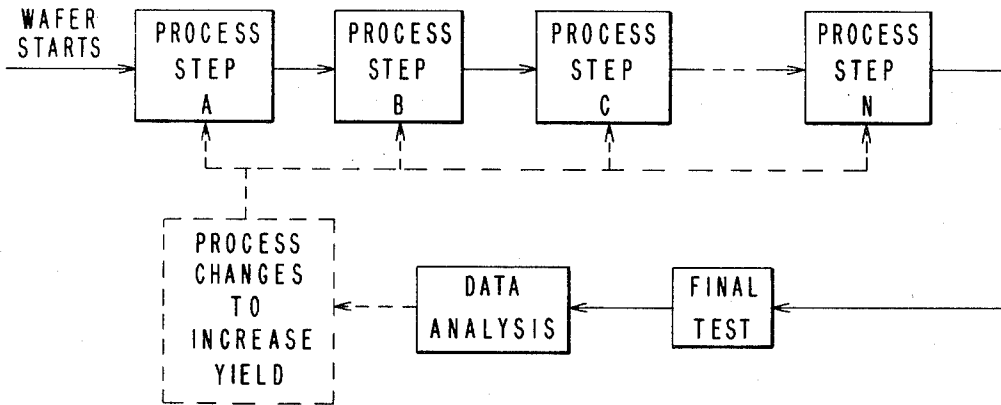 WAFER
STARTS
PROCESS
STEP
A
PROCESS
STEP
B
PROCESS
STEP
C
PROCESS
STEP
N
PROCESS
CHANGES
TO
INCREASE
YIELD
DATA
ANALYSIS
FINAL
TEST